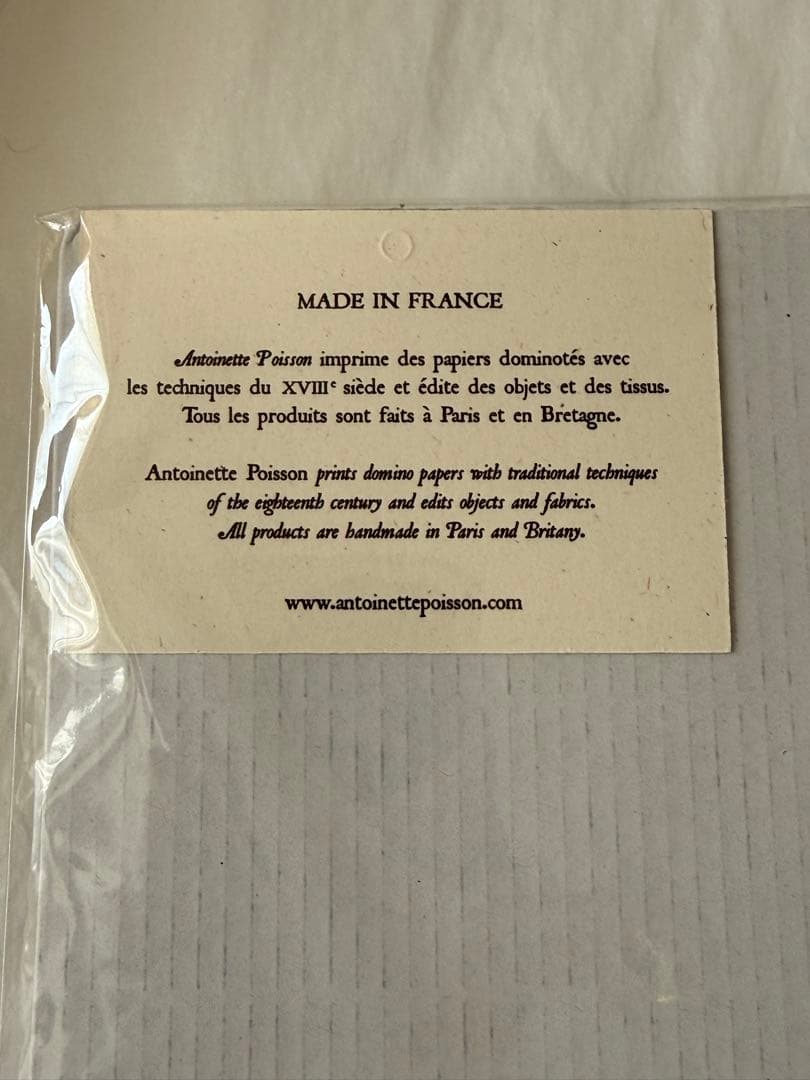 MADE IN FRANCE
Antoinette Poisson imprime des papiers dominotés avec
les techniques du XVIIIe siècle et édite des objets et des tissus.
Tous les produits sont faits à Paris et en Bretagne.
Antoinette Poisson prints domino papers with traditional techniques
of the eighteenth century and edits objects and fabrics.
All products are handmade in Paris and Britany.
www.antoinettepoisson.com